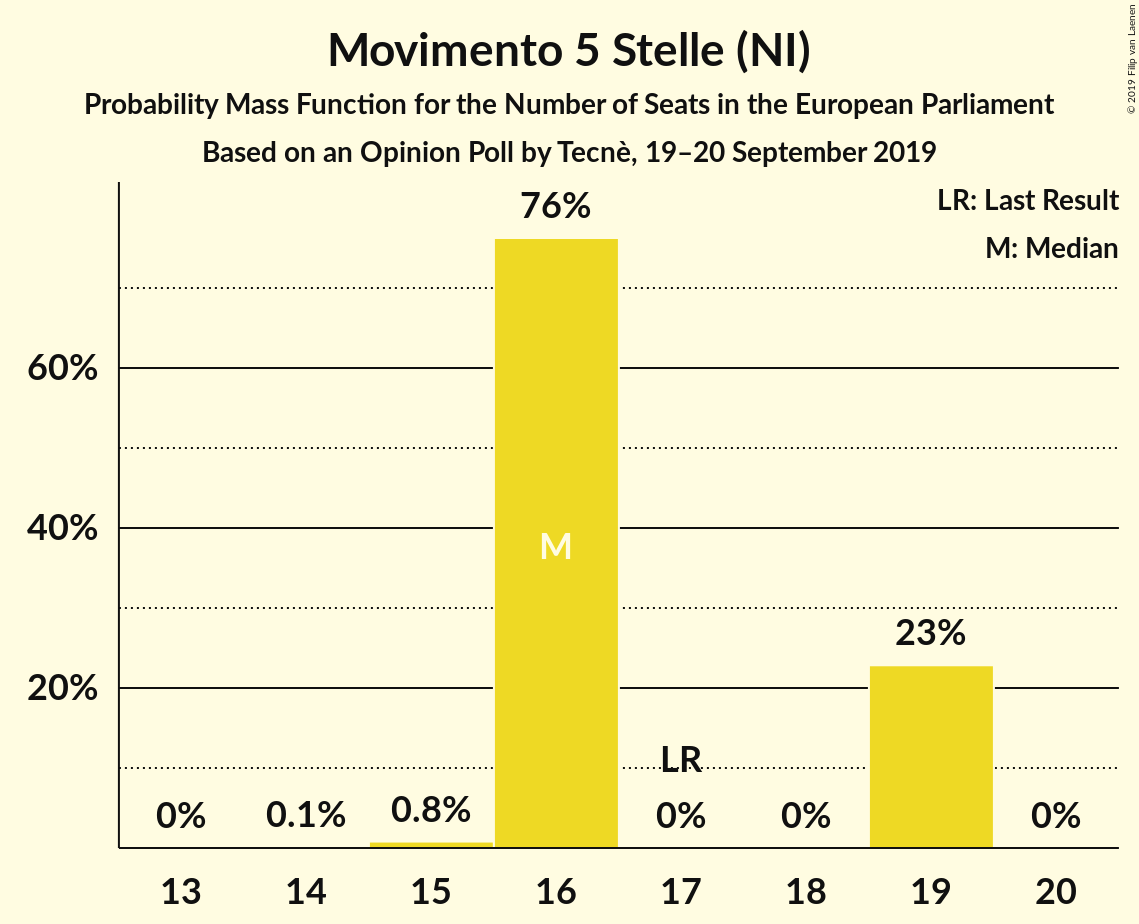 Movimento 5 Stelle (NI)
Probability Mass Function for the Number of Seats in the European Parliament
Based on an Opinion Poll by Tecnè, 19–20 September 2019
© 2019 Filip van Laenen
LR: Last Result
M: Median
76%
60%
40%
M
23%
20%
LR
0% 0.1% 0.8% 0% 0% 0%
13 14 15 16 17 18 19 20